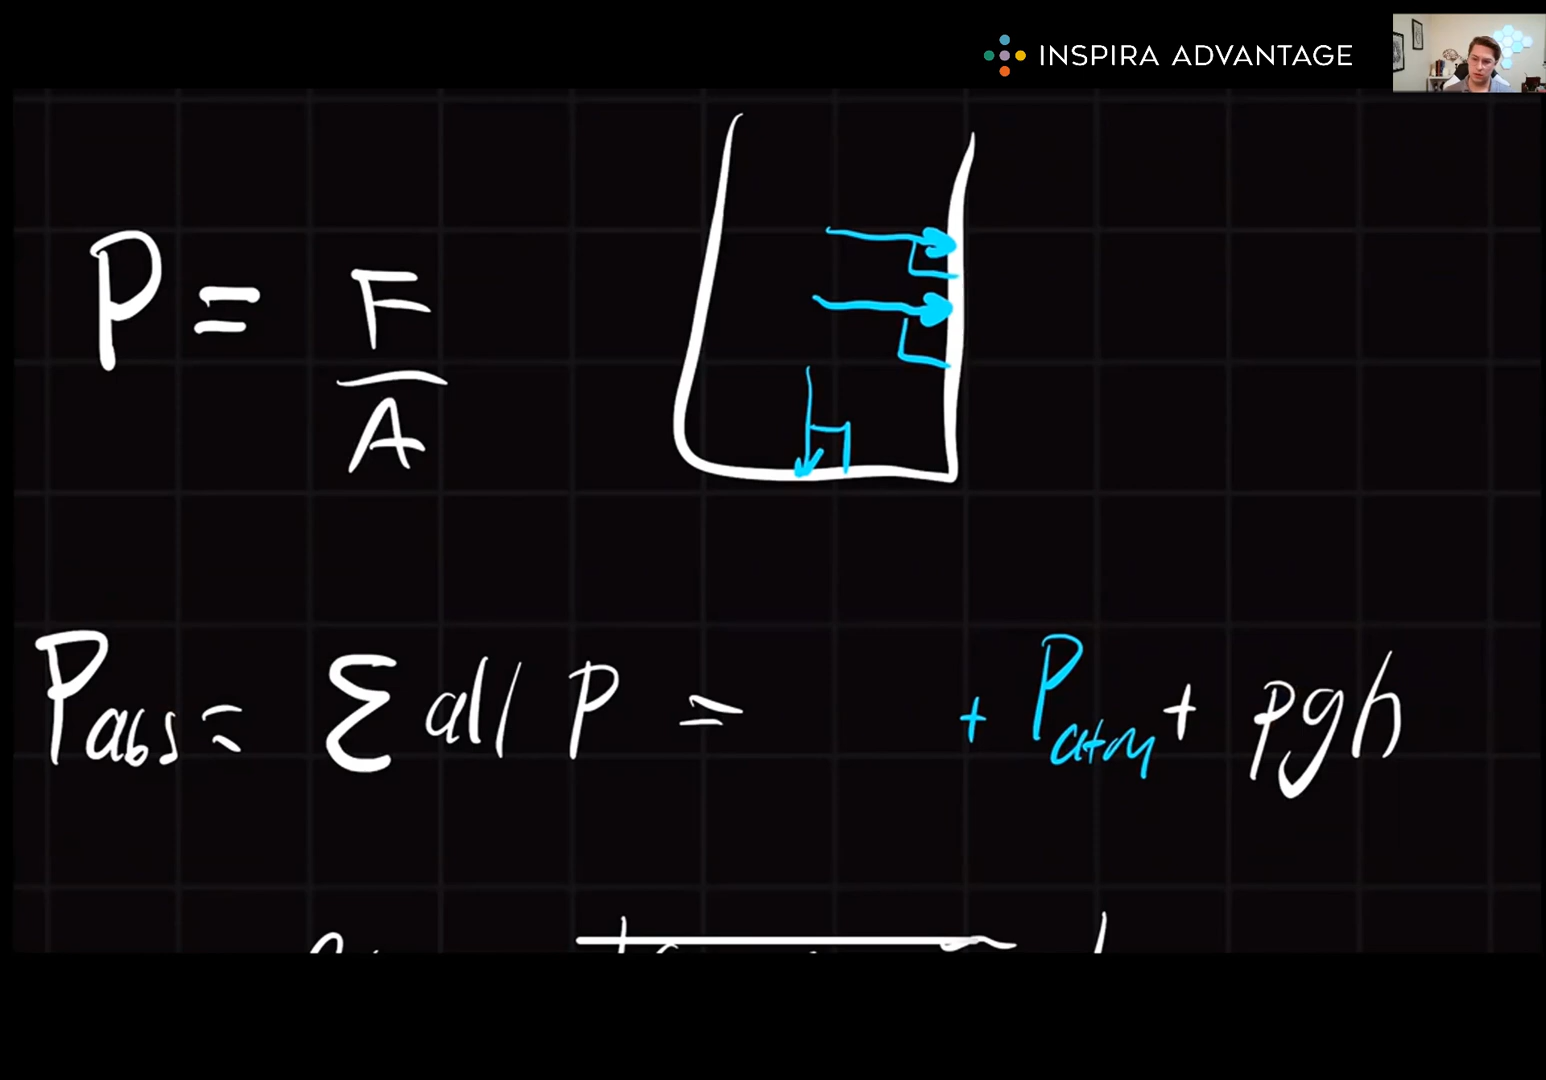 INSPIRA ADVANTAGE
P = F
A
Pabs = Σ all P = + Patm + ρgh